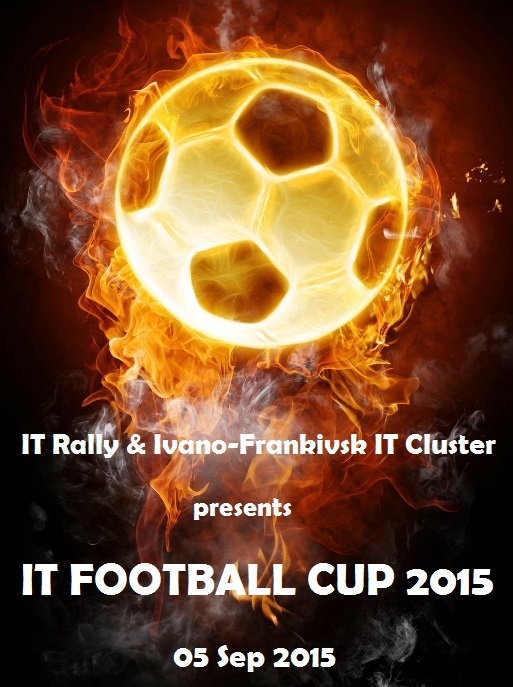 IT Rally & Ivano-Frankivsk IT Cluster
presents
IT FOOTBALL CUP 2015
05 Sep 2015